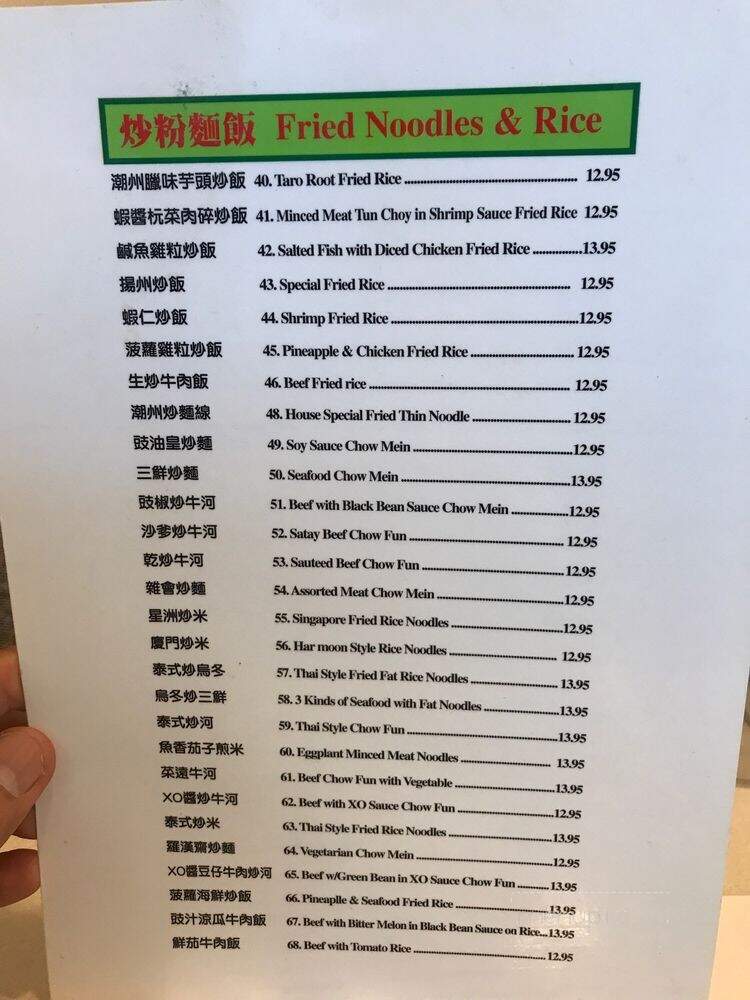 炒粉麵飯 Fried Noodles & Rice
潮州臘味芋頭炒飯 40. Taro Root Fried Rice ........ 12.95
蝦醬枙菜肉碎炒飯 41. Minced Meat Tun Choy in Shrimp Sauce Fried Rice 12.95
鹹魚雞粒炒飯 42. Salted Fish with Diced Chicken Fried Rice ........ 13.95
揚州炒飯 43. Special Fried Rice ........ 12.95
蝦仁炒飯 44. Shrimp Fried Rice ........ 12.95
菠蘿雞粒炒飯 45. Pineapple & Chicken Fried Rice ........ 12.95
生炒牛肉飯 46. Beef Fried rice ........ 12.95
潮州炒麵線 48. House Special Fried Thin Noodle ........ 12.95
豉油皇炒麵 49. Soy Sauce Chow Mein ........ 12.95
三鮮炒麵 50. Seafood Chow Mein ........ 13.95
豉椒炒牛河 51. Beef with Black Bean Sauce Chow Mein ........ 12.95
沙爹炒牛河 52. Satay Beef Chow Fun ........ 12.95
乾炒牛河 53. Sauteed Beef Chow Fun ........ 12.95
雜會炒麵 54. Assorted Meat Chow Mein ........ 12.95
星洲炒米 55. Singapore Fried Rice Noodles ........ 12.95
廈門炒米 56. Har moon Style Rice Noodles ........ 12.95
泰式炒烏冬 57. Thai Style Fried Fat Rice Noodles ........ 13.95
烏冬炒三鮮 58. 3 Kinds of Seafood with Fat Noodles ........ 13.95
泰式炒河 59. Thai Style Chow Fun ........ 13.95
魚香茄子煎米 60. Eggplant Minced Meat Noodles ........ 13.95
菜遠牛河 61. Beef Chow Fun with Vegetable ........ 13.95
XO醬炒牛河 62. Beef with XO Sauce Chow Fun ........ 12.95
泰式炒米 63. Thai Style Fried Rice Noodles ........ 13.95
羅漢齋炒麵 64. Vegetarian Chow Mein ........ 12.95
XO醬豆仔牛肉炒河 65. Beef w/Green Bean in XO Sauce Chow Fun ........ 13.95
菠蘿海鮮炒飯 66. Pineaplle & Seafood Fried Rice ........ 13.95
豉汁涼瓜牛肉飯 67. Beef with Bitter Melon in Black Bean Sauce on Rice... 13.95
鮮茄牛肉飯 68. Beef with Tomato Rice ........ 12.95